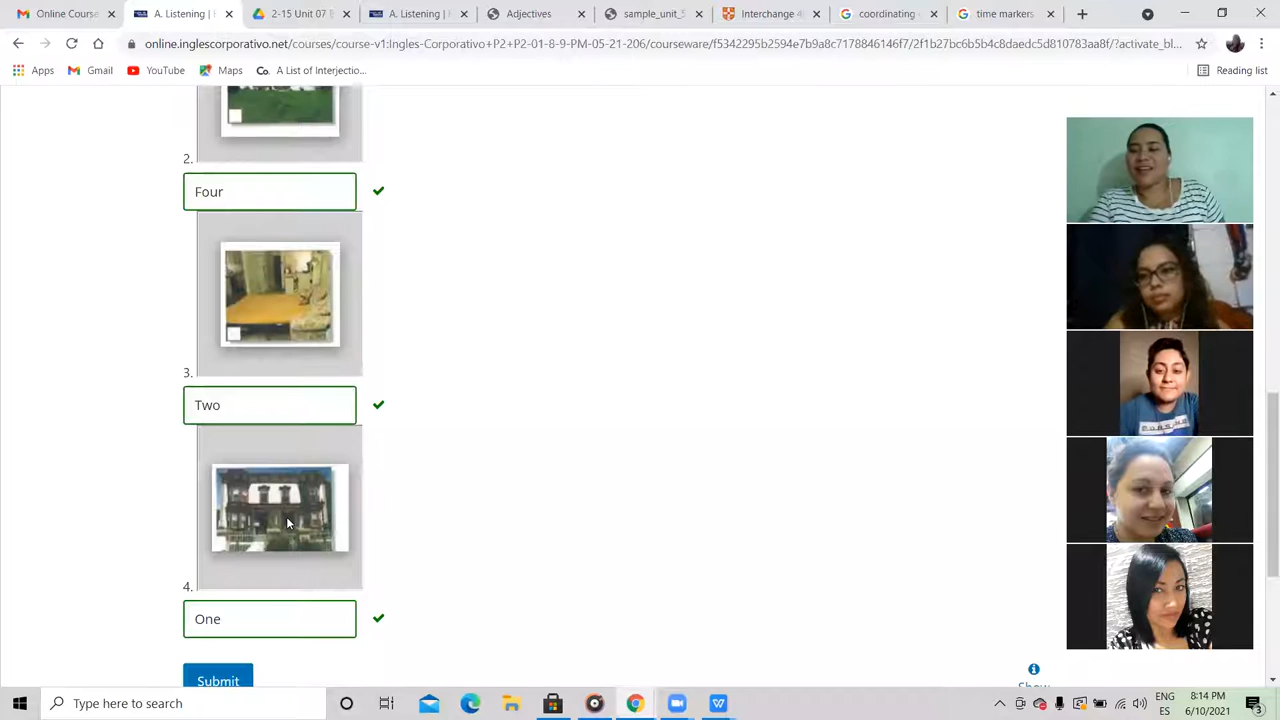 Online Course
A. Listening |
2-15 Unit 07
A. Listening |
Adjectives
sample_unit_5
Interchange
coordinating
time markers
online.inglescorporativo.net/courses/course-v1:Ingles-Corporativo+P2+P2-01-8-9-PM-05-21-206/courseware/f5342295b2594e7b9a8c7178846146f7/2f1b27bc6b5b4c8daedc5d810783aa8f/?activate_bl...
Apps
Gmail
YouTube
Maps
Co.
A List of Interjectio...
Reading list
2.
Four
3.
Two
4.
One
Submit
Show
Type here to search
ENG
ES
8:14 PM
6/10/2021
3